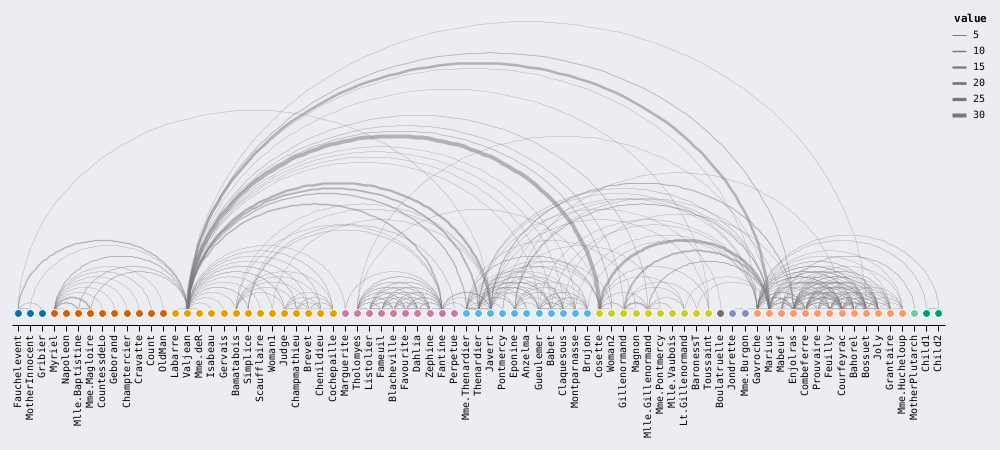 value
5
10
15
20
25
30
Fauchelevent
MotherInnocent
Gribier
Myriel
Napoleon
Mlle.Baptistine
Mme.Magloire
CountessdeLo
Geborand
Champtercier
Cravatte
Count
OldMan
Labarre
Valjean
Mme.deR
Isabeau
Gervais
Bamatabois
Simplice
Scaufflaire
Woman1
Judge
Champmathieu
Brevet
Chenildieu
Cochepaille
Marguerite
Tholomyes
Listolier
Fameuil
Blacheville
Favourite
Dahlia
Zephine
Fantine
Perpetue
Mme.Thenardier
Thenardier
Javert
Pontmercy
Eponine
Anzelma
Gueulemer
Babet
Claquesous
Montparnasse
Brujon
Cosette
Woman2
Gillenormand
Magnon
Mlle.Gillenormand
Mme.Pontmercy
Mlle.Vaubois
Lt.Gillenormand
BaronessT
Toussaint
Boulatruelle
Jondrette
Mme.Burgon
Gavroche
Marius
Mabeuf
Enjolras
Combeferre
Prouvaire
Feuilly
Courfeyrac
Bahorel
Bossuet
Joly
Grantaire
Mme.Hucheloup
MotherPlutarch
Child1
Child2